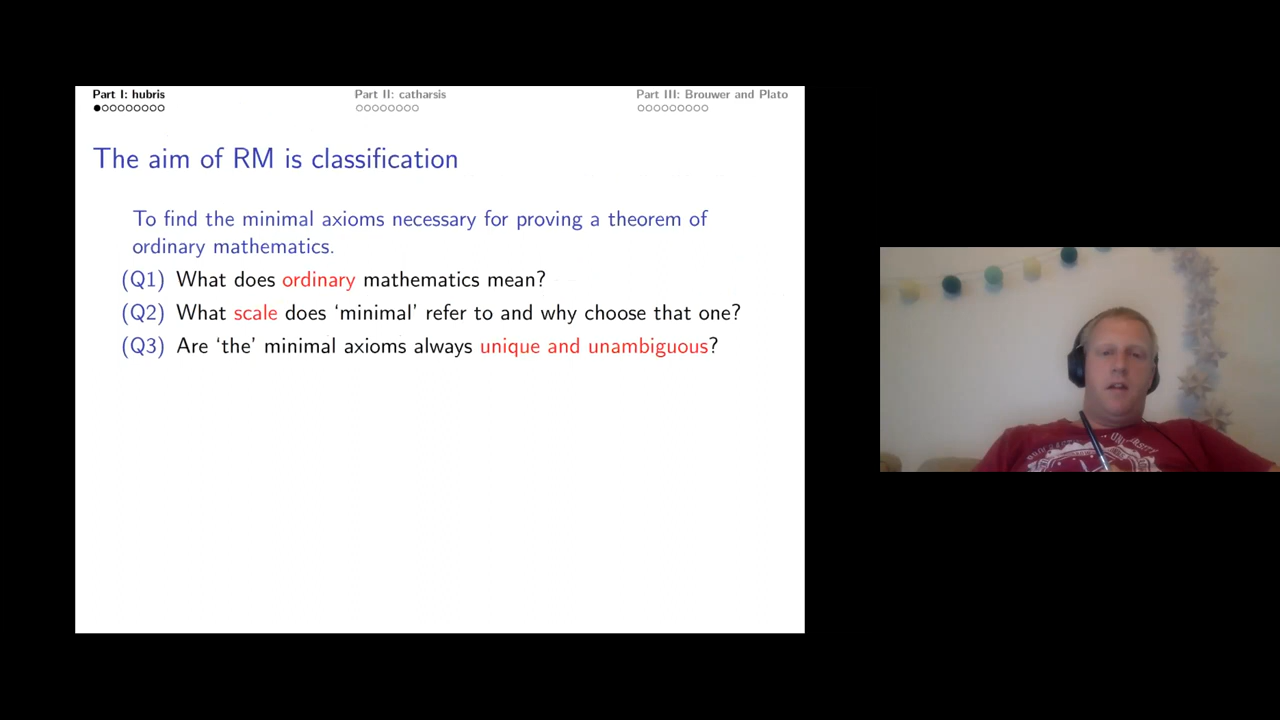 Part I: hubris
Part II: catharsis
Part III: Brouwer and Plato
The aim of RM is classification
To find the minimal axioms necessary for proving a theorem of
ordinary mathematics.
(Q1) What does ordinary mathematics mean?
(Q2) What scale does ‘minimal’ refer to and why choose that one?
(Q3) Are ‘the’ minimal axioms always unique and unambiguous?